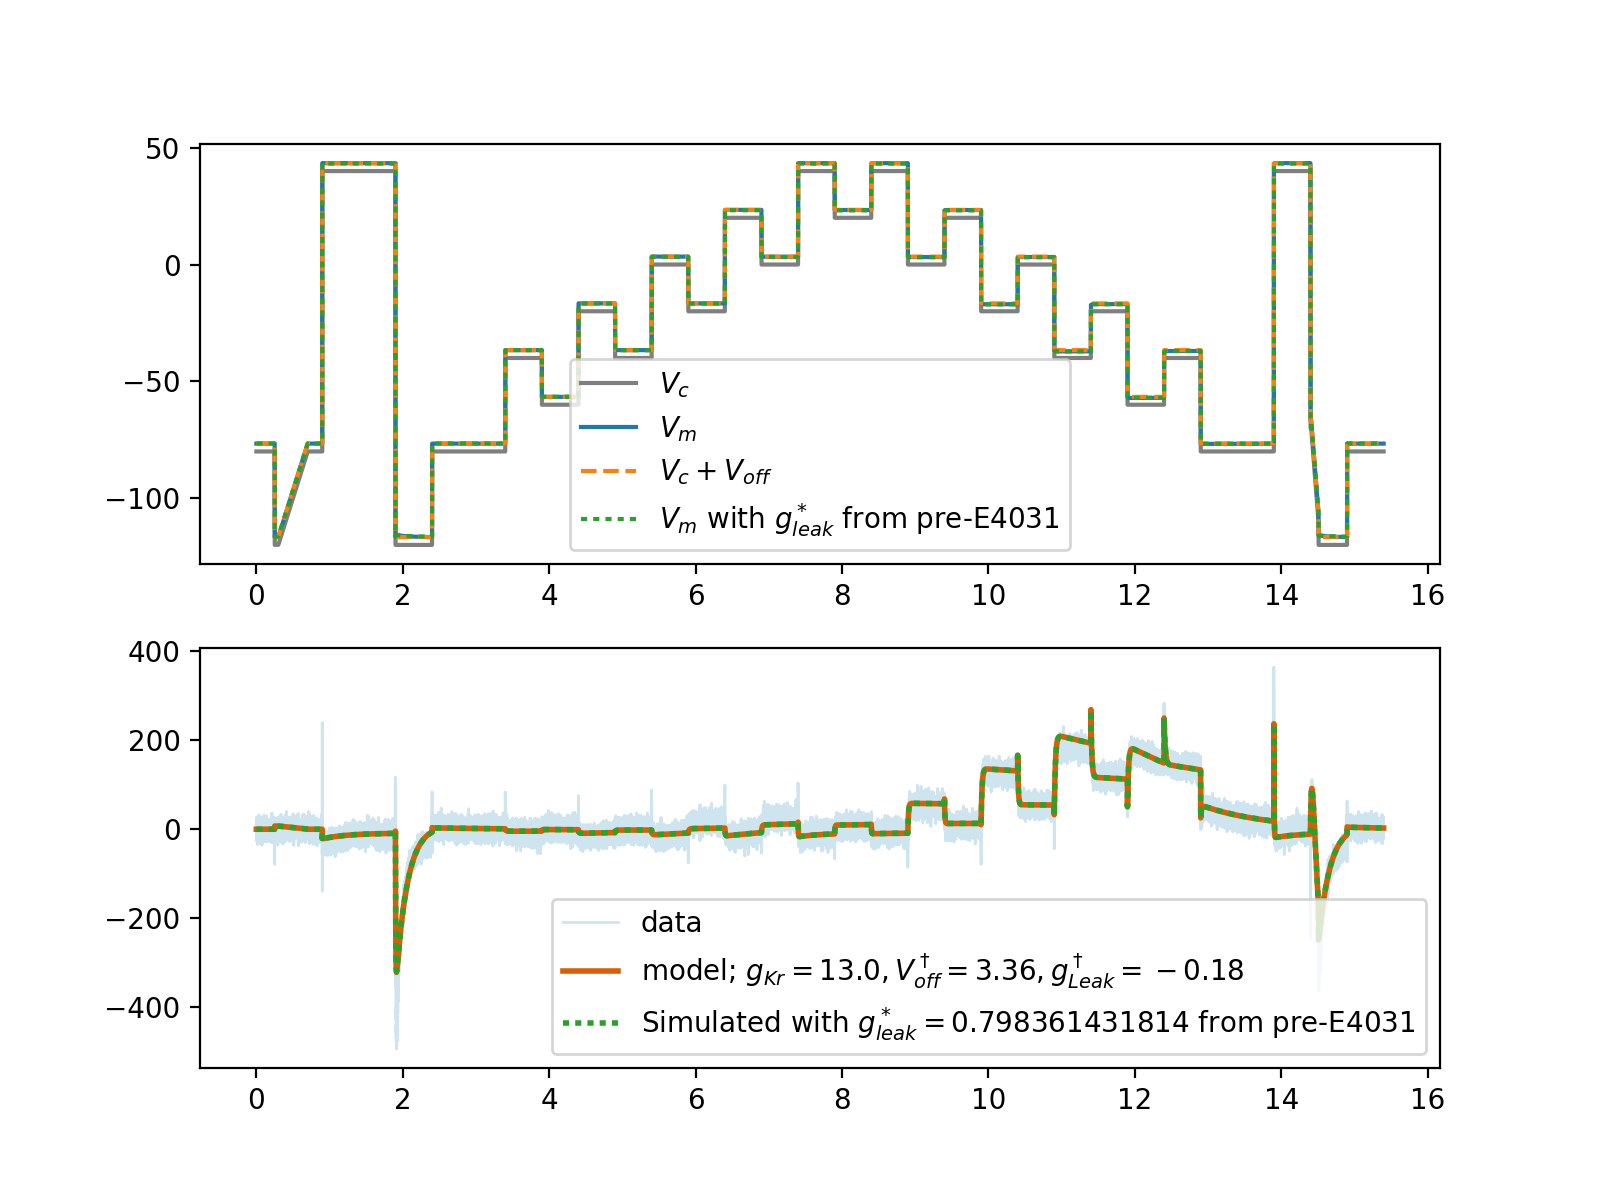 50
0
−50
−100
V_c
V_m
V_c + V_off
V_m with g*_leak from pre-E4031
0 2 4 6 8 10 12 14 16
400
200
0
−200
−400
data
model; g_Kr = 13.0, V†_off = 3.36, g†_Leak = −0.18
Simulated with g*_leak = 0.798361431814 from pre-E4031
0 2 4 6 8 10 12 14 16